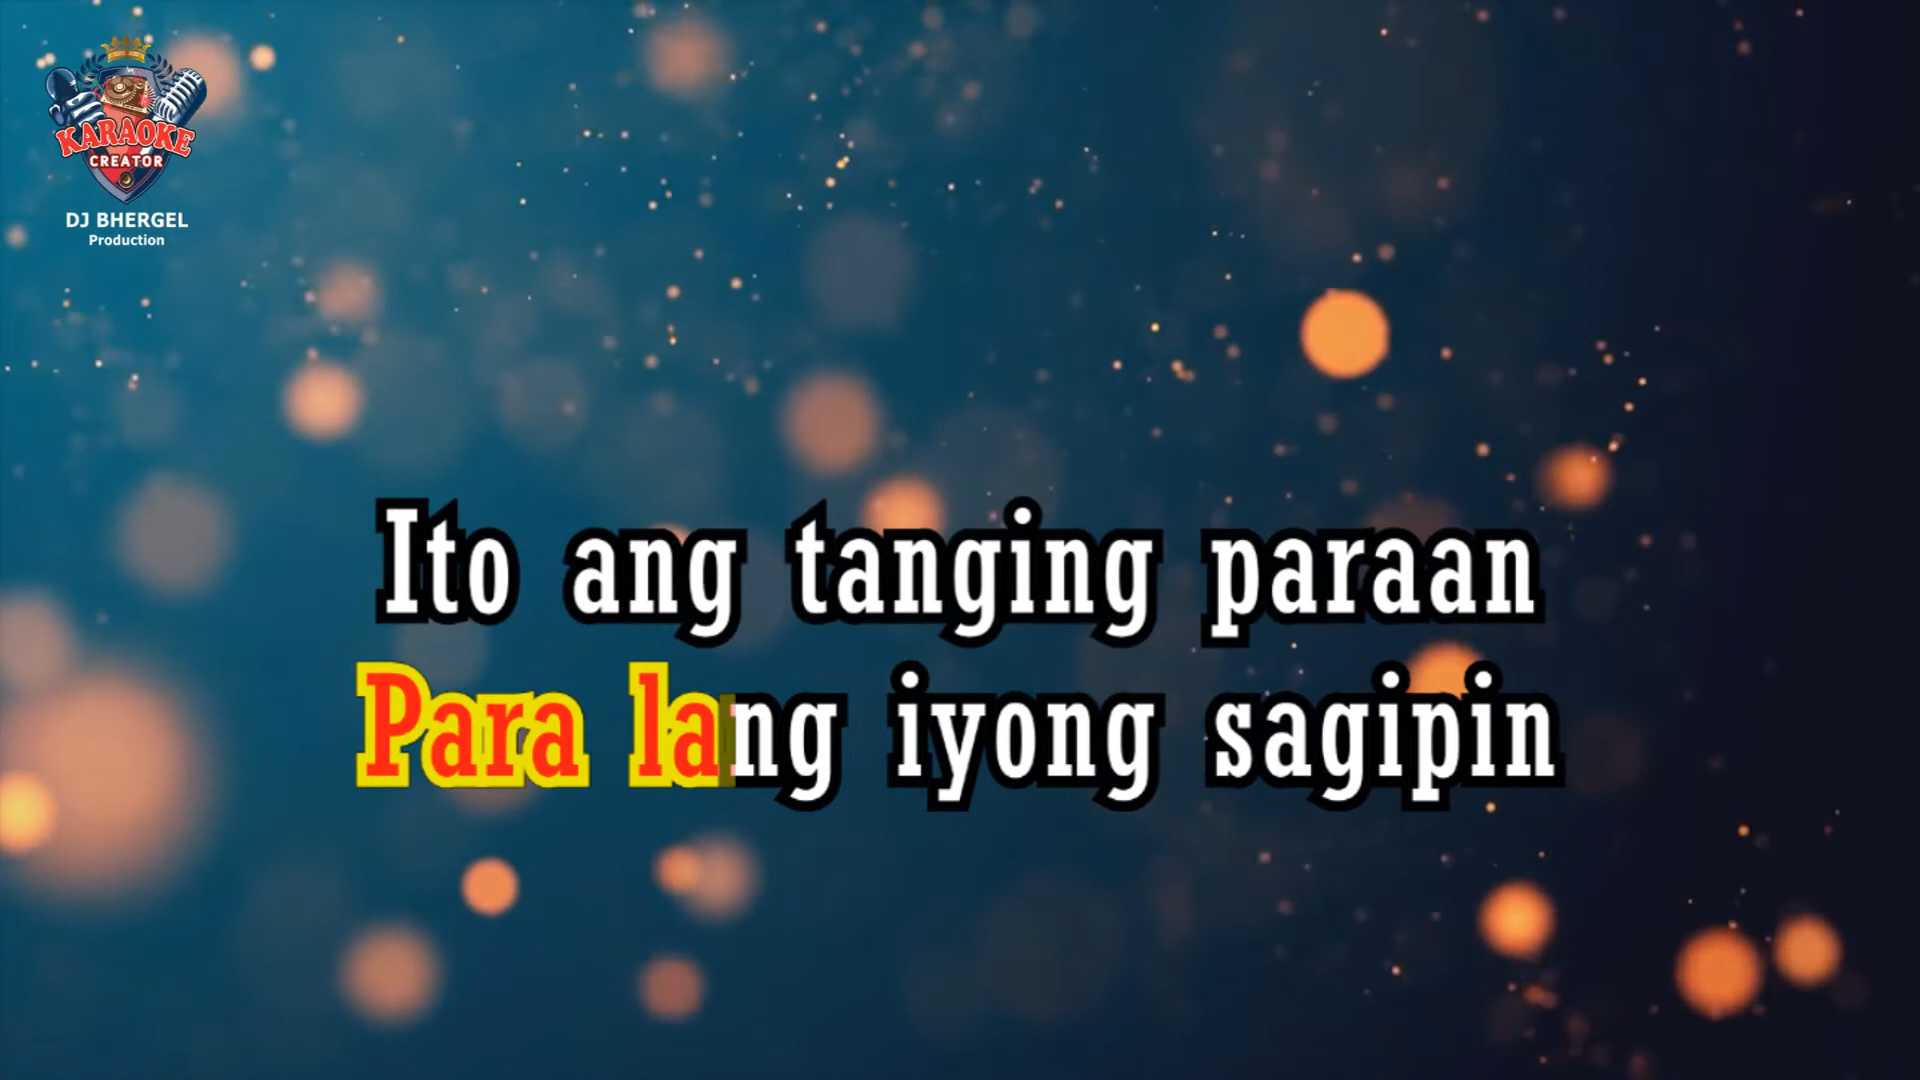 KARAOKE
CREATOR
DJ BHERGEL
Production
Ito ang tanging paraan
Para lang iyong sagipin